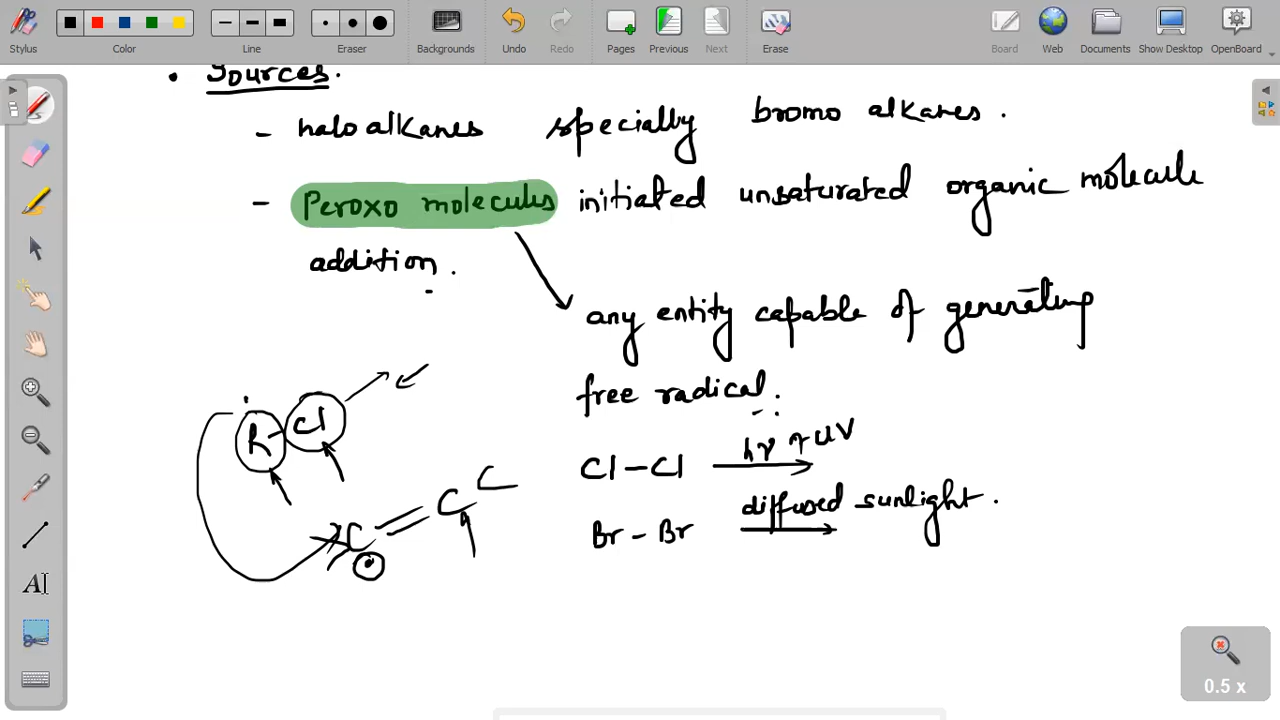 Stylus
Color
Line
Eraser
Backgrounds
Undo
Redo
Pages
Previous
Next
Erase
Board
Web
Documents
Show Desktop
OpenBoard
• Sources.
- haloalkanes specially bromo alkanes.
- Peroxo molecules initiated unsaturated organic molecule
addition.
any entity capable of generating
free radical.
R-Cl
Cl-Cl hν UV
C=C C
Br-Br diffused sunlight.
0.5 x